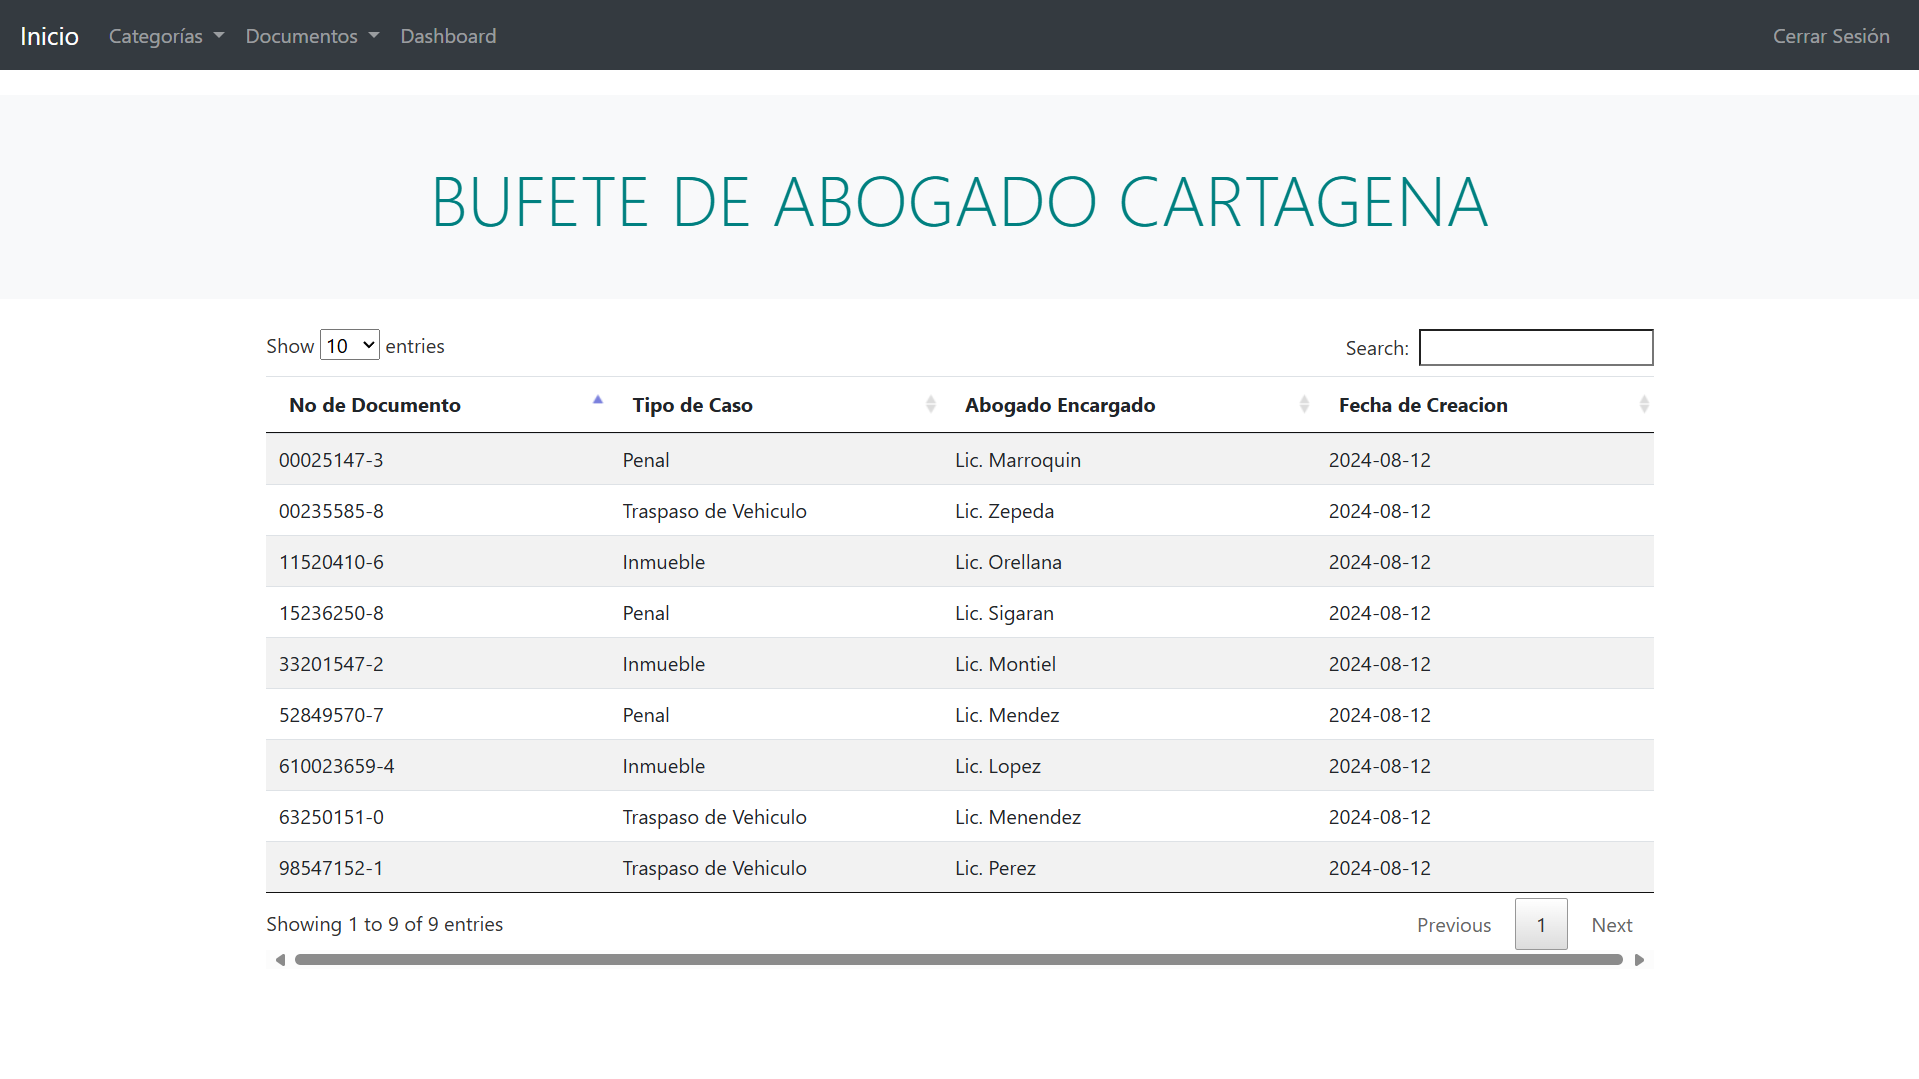 Inicio Categorías Documentos Dashboard Cerrar Sesión
BUFETE DE ABOGADO CARTAGENA
Show 10 entries Search:
No de Documento Tipo de Caso Abogado Encargado Fecha de Creacion
00025147-3 Penal Lic. Marroquin 2024-08-12
00235585-8 Traspaso de Vehiculo Lic. Zepeda 2024-08-12
11520410-6 Inmueble Lic. Orellana 2024-08-12
15236250-8 Penal Lic. Sigaran 2024-08-12
33201547-2 Inmueble Lic. Montiel 2024-08-12
52849570-7 Penal Lic. Mendez 2024-08-12
610023659-4 Inmueble Lic. Lopez 2024-08-12
63250151-0 Traspaso de Vehiculo Lic. Menendez 2024-08-12
98547152-1 Traspaso de Vehiculo Lic. Perez 2024-08-12
Showing 1 to 9 of 9 entries Previous 1 Next